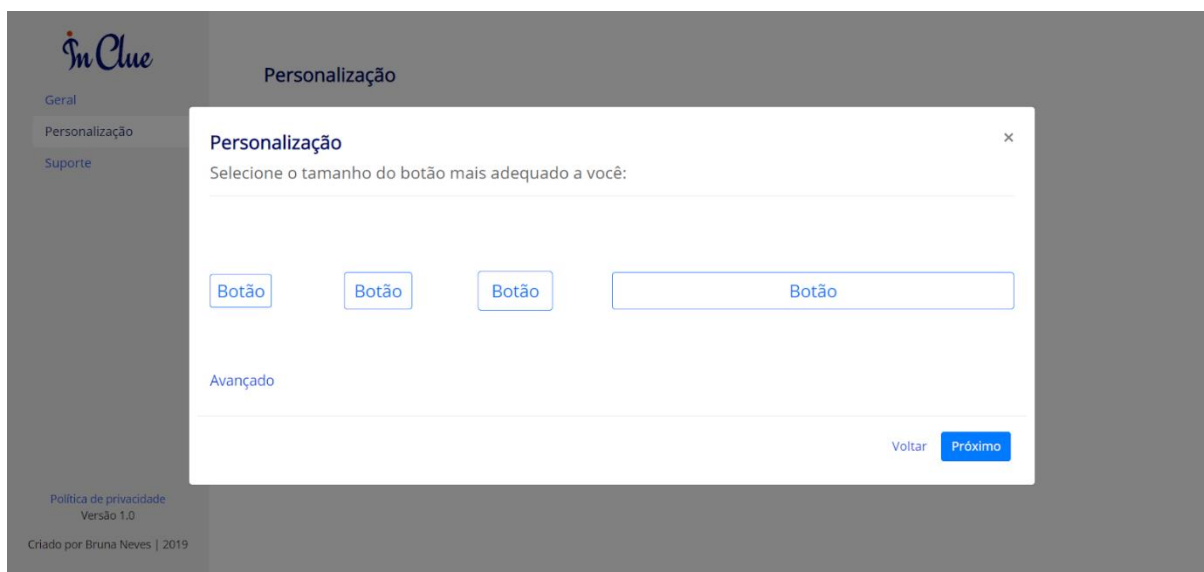 In Clue
Geral
Personalização
Suporte
Personalização
Personalização
×
Selecione o tamanho do botão mais adequado a você:
Botão
Botão
Botão
Botão
Avançado
Voltar
Próximo
Política de privacidade
Versão 1.0
Criado por Bruna Neves | 2019